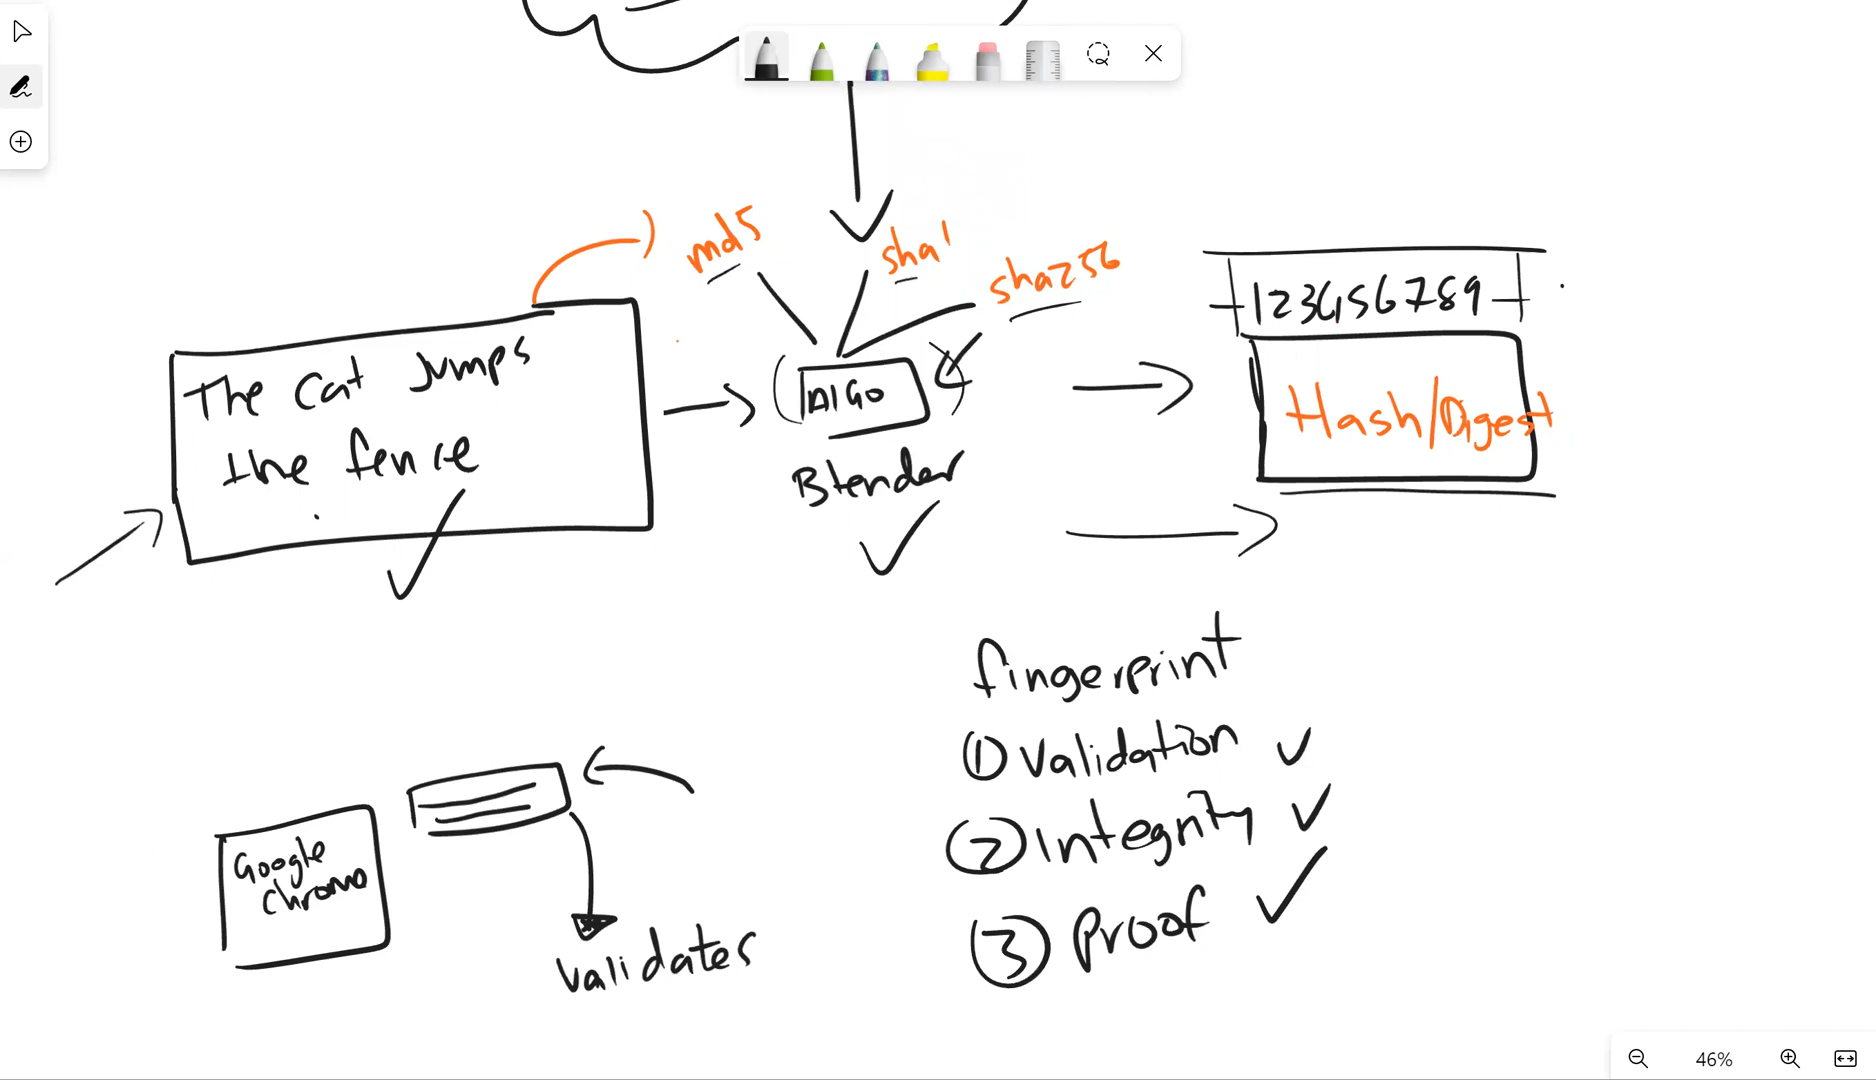 md5
sha1
sha256
The Cat Jumps
the fence
AlGO
Blender
123456789
Hash/Digest
fingerprint
① Validation
② Integrity
③ Proof
Google
Chrome
Validates
46%